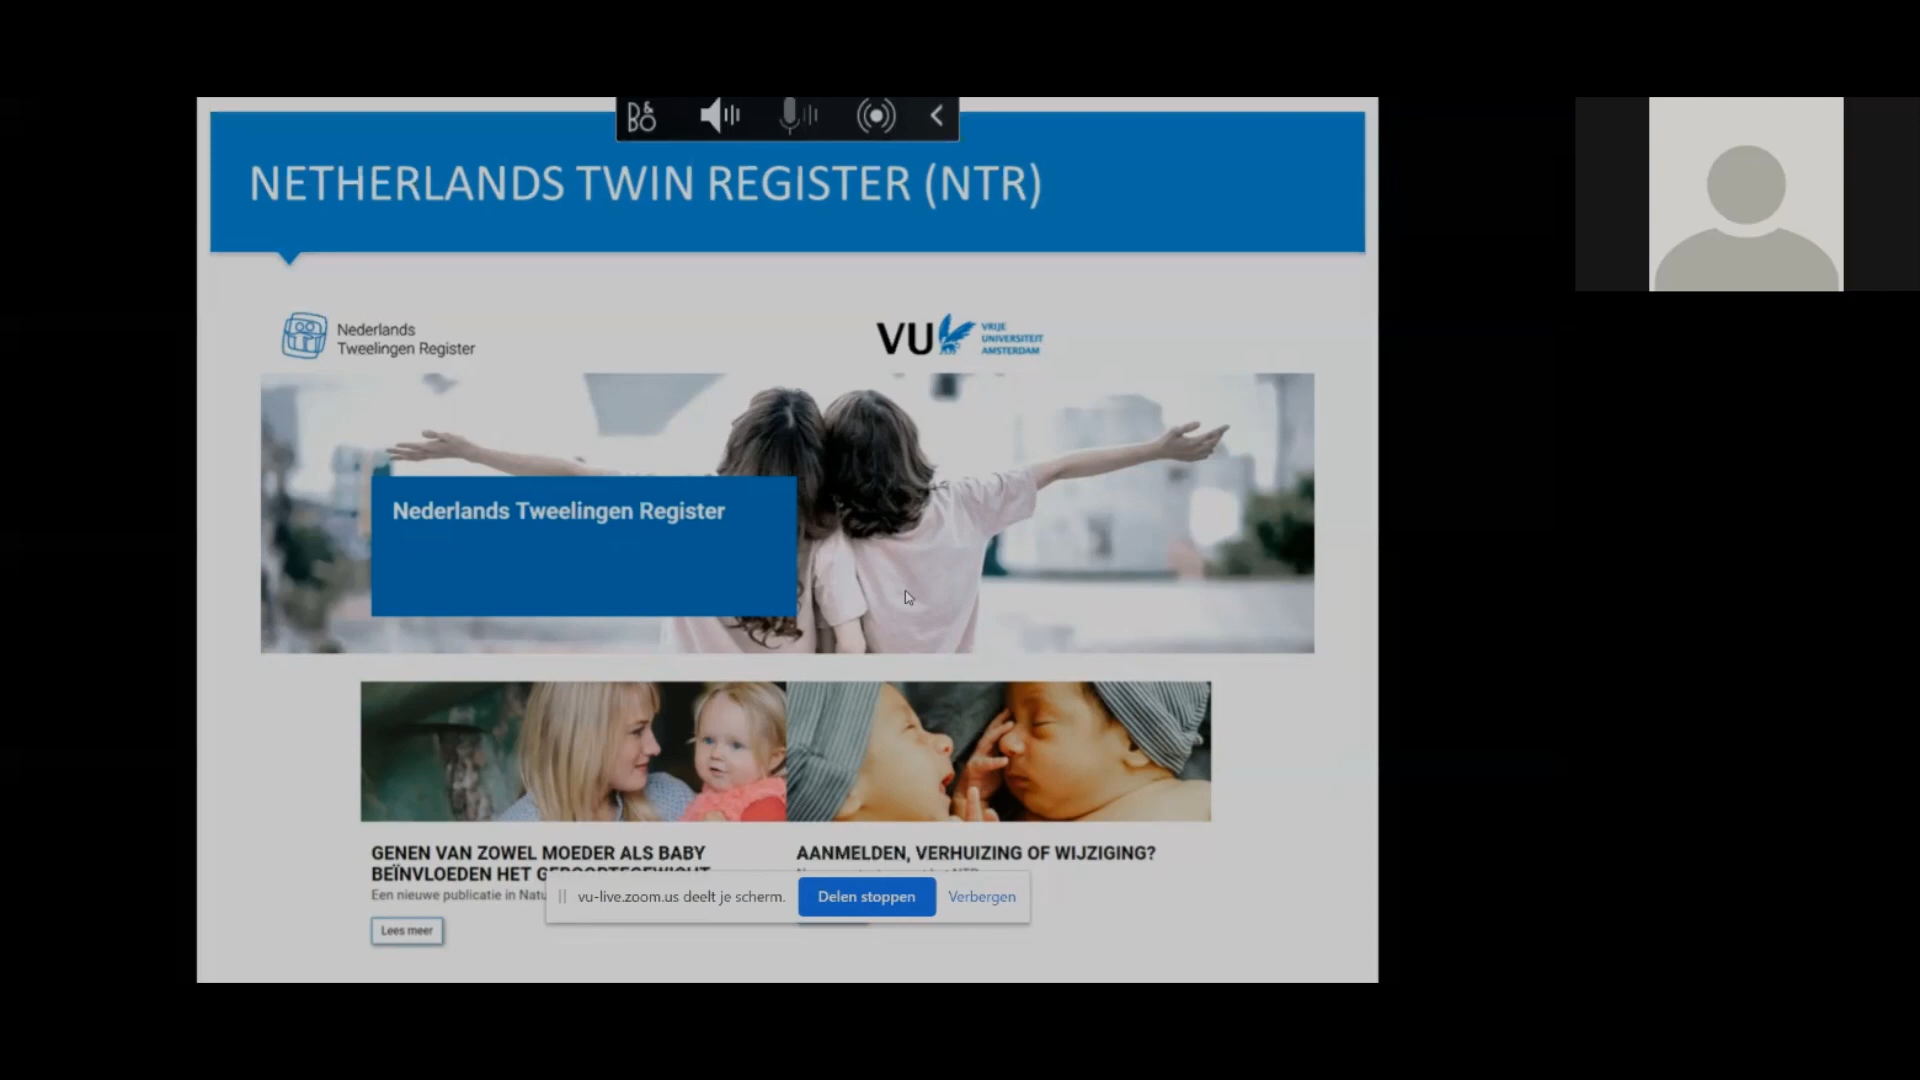 NETHERLANDS TWIN REGISTER (NTR)
Nederlands
Tweelingen Register
VU
VRIJE
UNIVERSITEIT
AMSTERDAM
Nederlands Tweelingen Register
GENEN VAN ZOWEL MOEDER ALS BABY
BEÏNVLOEDEN HET
Een nieuwe publicatie in
Lees meer
AANMELDEN, VERHUIZING OF WIJZIGING?
vu-live.zoom.us deelt je scherm.
Delen stoppen
Verbergen